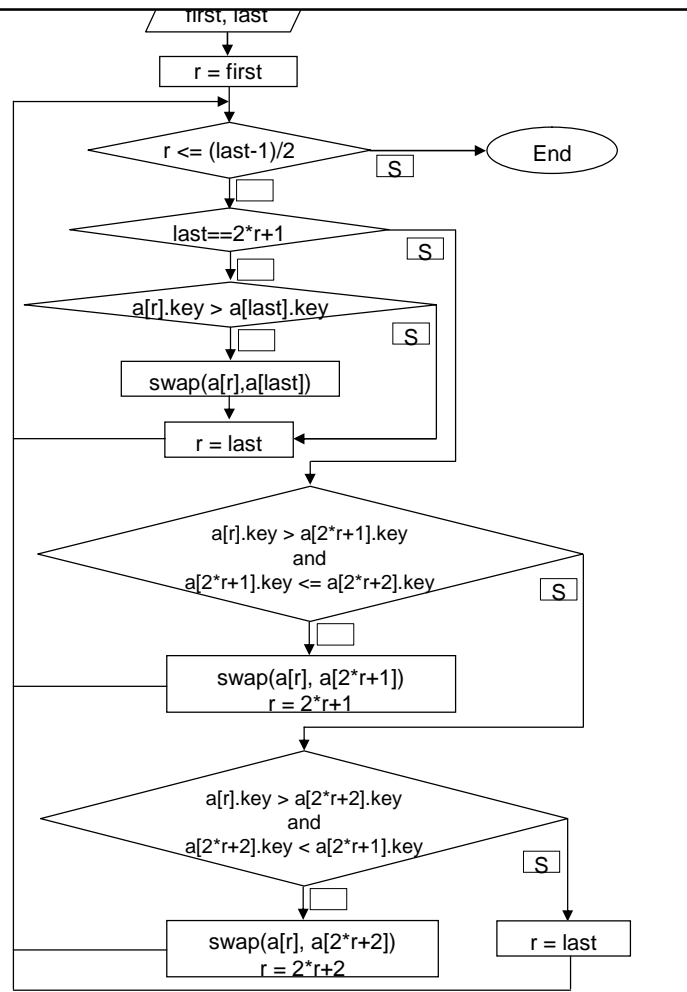 first, last
r = first
r <= (last-1)/2
End
S
last==2*r+1
S
a[r].key > a[last].key
S
swap(a[r],a[last])
r = last
a[r].key > a[2*r+1].key
and
a[2*r+1].key <= a[2*r+2].key
S
swap(a[r], a[2*r+1])
r = 2*r+1
a[r].key > a[2*r+2].key
and
a[2*r+2].key < a[2*r+1].key
S
swap(a[r], a[2*r+2])
r = 2*r+2
r = last